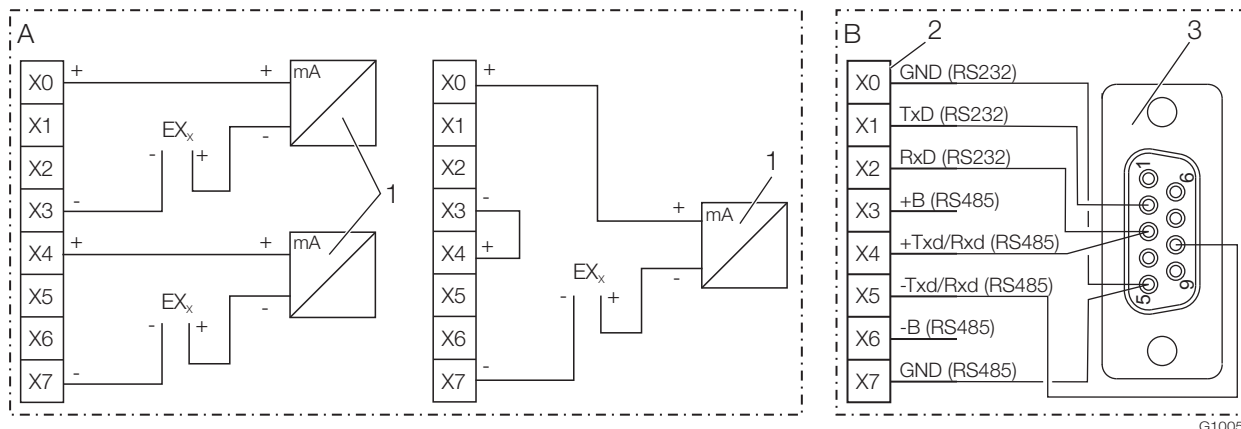 A
X0
X1
X2
X3
X4
X5
X6
X7
+
+
mA
-
EXₓ
-
+
-
1
+
+
mA
-
EXₓ
-
+
-
X0
X1
X2
X3
X4
X5
X6
X7
+
-
+
+
mA
1
-
EXₓ
-
+
-
B
2
3
X0 GND (RS232)
X1 TxD (RS232)
X2 RxD (RS232)
X3 +B (RS485)
X4 +Txd/Rxd (RS485)
X5 -Txd/Rxd (RS485)
X6 -B (RS485)
X7 GND (RS485)
1
6
5
9
G1005